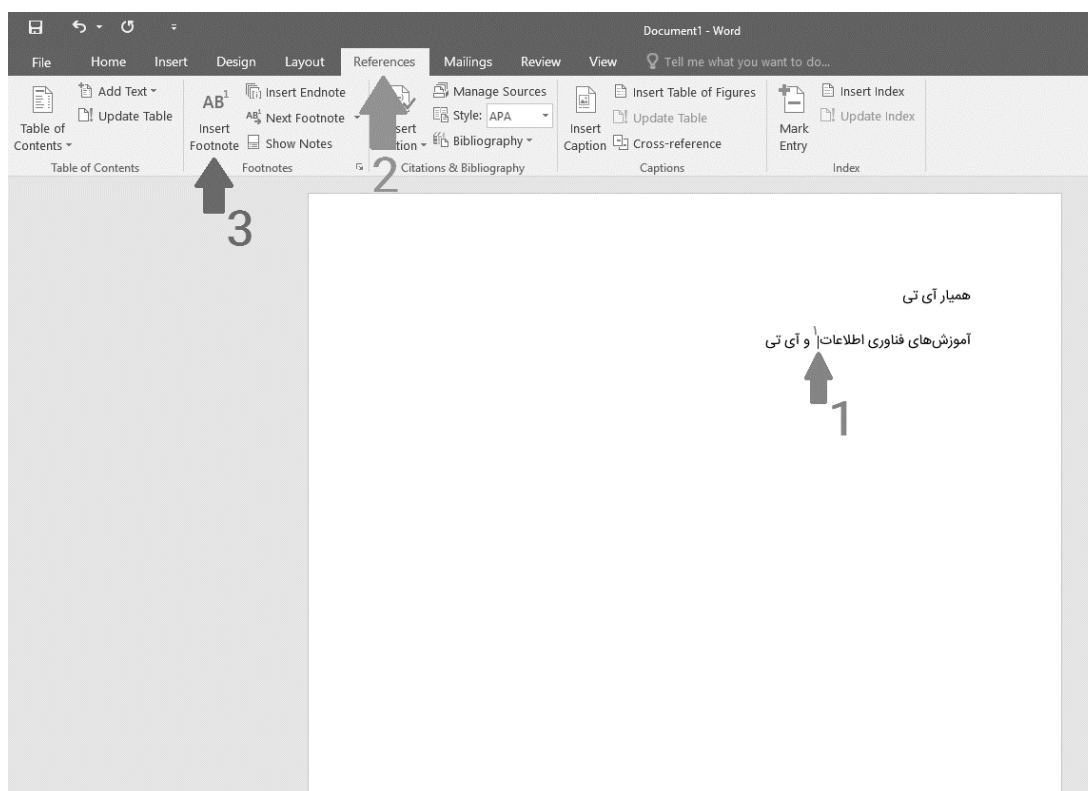 Document1 - Word
File Home Insert Design Layout References Mailings Review View Tell me what you want to do...
Table of Contents
Add Text
Update Table
Table of Contents
AB1 Insert Footnote
Insert Endnote
AB1 Next Footnote
Show Notes
Footnotes
Manage Sources
Style: APA
Bibliography
Citations & Bibliography
Insert Caption
Insert Table of Figures
Update Table
Cross-reference
Captions
Mark Entry
Insert Index
Update Index
Index
2
3
همیار آی تی
آموزش‌های فناوری اطلاعات۱ و آی تی
1